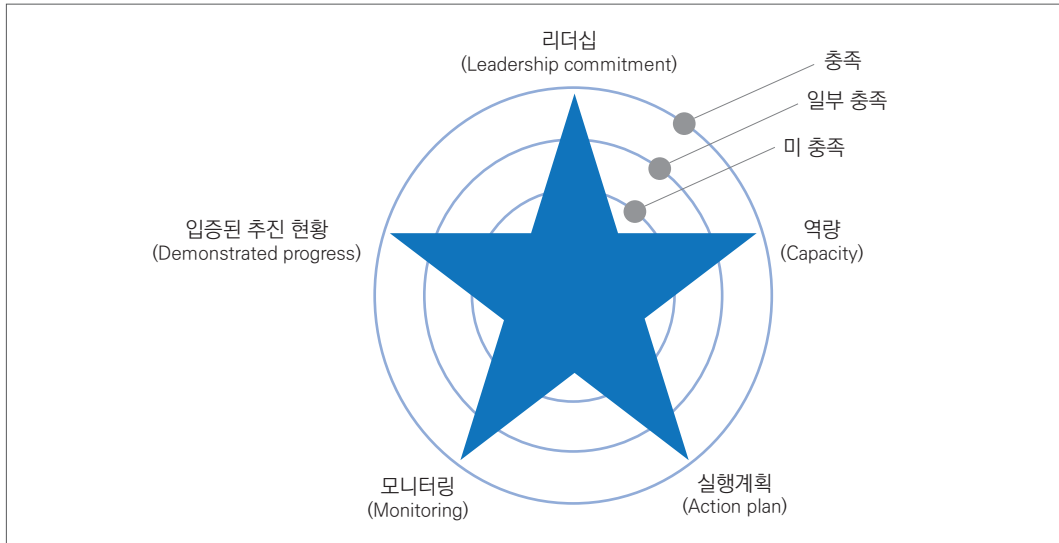 리더십
(Leadership commitment)
충족
일부 충족
미 충족
입증된 추진 현황
(Demonstrated progress)
역량
(Capacity)
모니터링
(Monitoring)
실행계획
(Action plan)